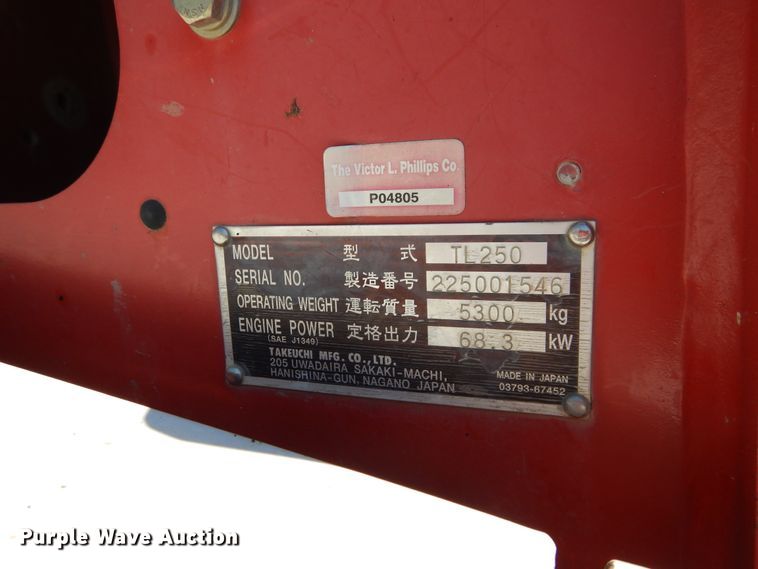 The Victor L. Phillips Co.
P04805
MODEL 型 式 TL250
SERIAL NO. 製造番号 225001546
OPERATING WEIGHT 運転質量 5300 kg
ENGINE POWER 定格出力 68.3 kW
(SAE J1349)
TAKEUCHI MFG. CO., LTD.
205 UWADAIRA SAKAKI-MACHI, MADE IN JAPAN
HANISHINA-GUN, NAGANO JAPAN 03793-67452
Purple Wave Auction